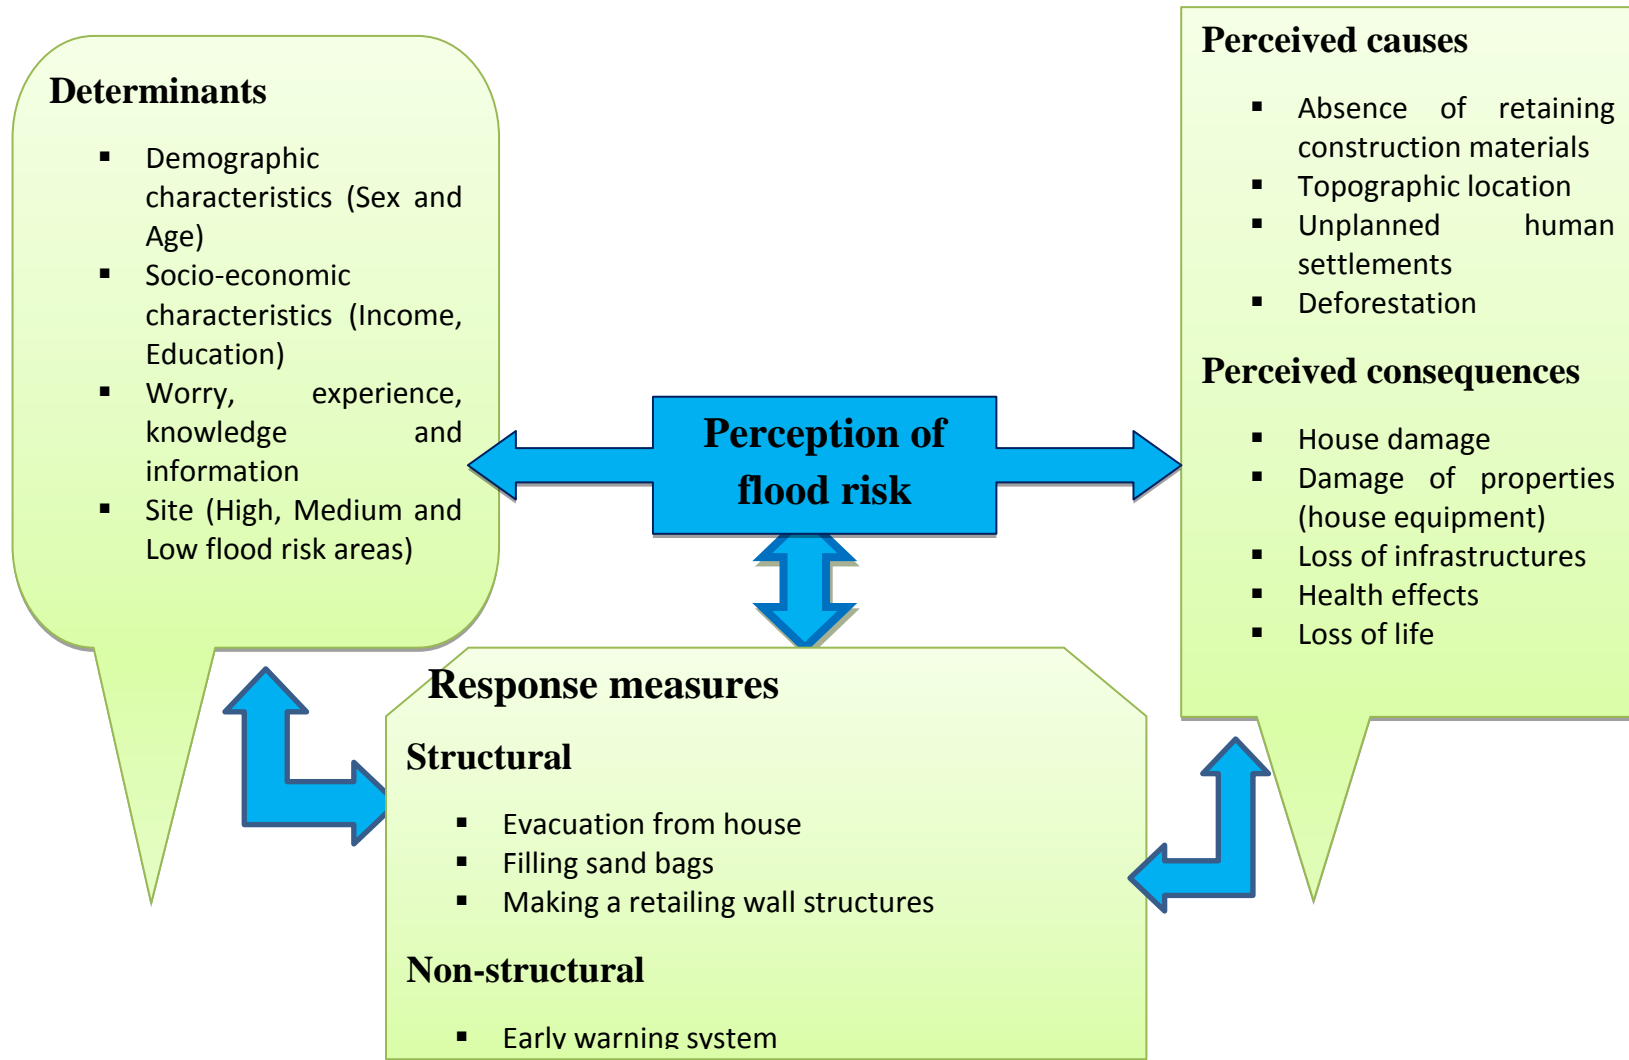 Determinants
▪ Demographic
characteristics (Sex and
Age)
▪ Socio-economic
characteristics (Income,
Education)
▪ Worry, experience,
knowledge and
information
▪ Site (High, Medium and
Low flood risk areas)
Perception of
flood risk
Perceived causes
▪ Absence of retaining
construction materials
▪ Topographic location
▪ Unplanned human
settlements
▪ Deforestation
Perceived consequences
▪ House damage
▪ Damage of properties
(house equipment)
▪ Loss of infrastructures
▪ Health effects
▪ Loss of life
Response measures
Structural
▪ Evacuation from house
▪ Filling sand bags
▪ Making a retailing wall structures
Non-structural
▪ Early warning system